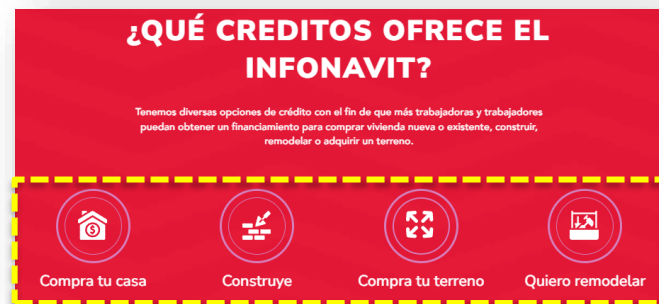 ¿QUÉ CREDITOS OFRECE EL
INFONAVIT?
Tenemos diversas opciones de crédito con el fin de que más trabajadoras y trabajadores
puedan obtener un financiamiento para comprar vivienda nueva o existente, construir,
remodelar o adquirir un terreno.
Compra tu casa
Construye
Compra tu terreno
Quiero remodelar